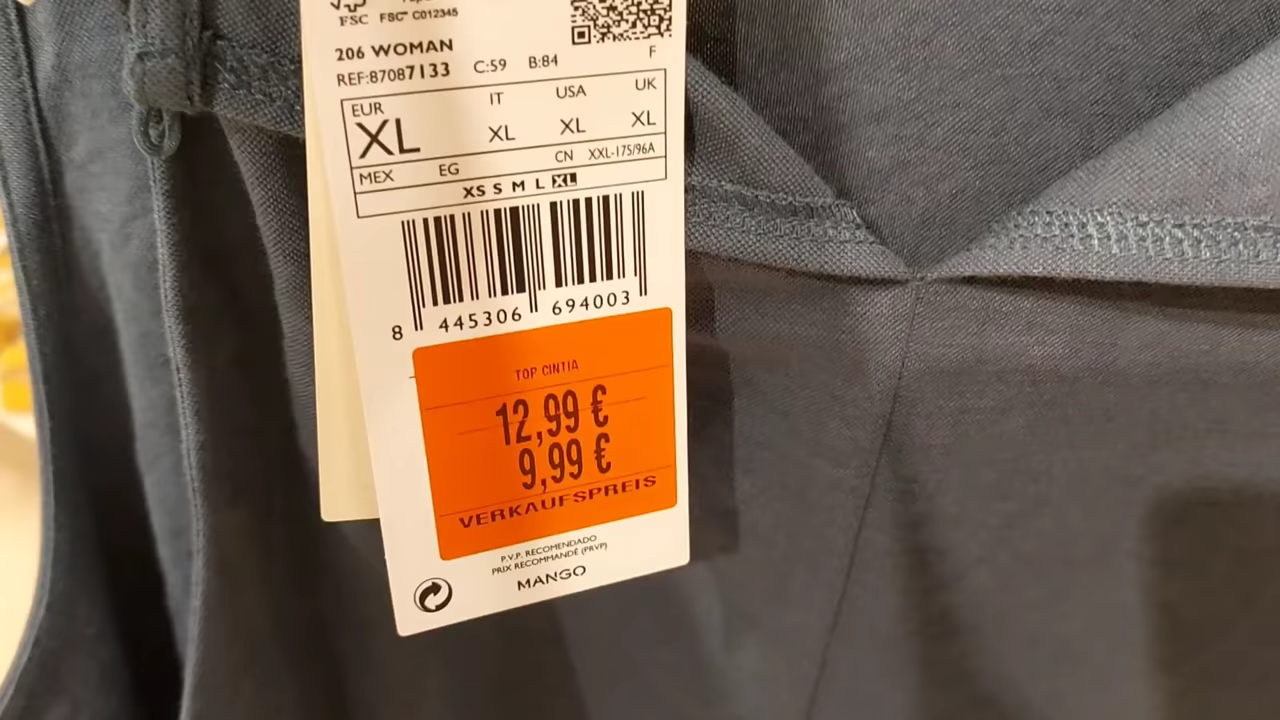 FSC FSC® C012345
206 WOMAN
REF:87087133 C:59 B:84 F
EUR IT USA UK
XL XL XL XL
MEX EG CN XXL-175/96A
XS S M L XL
8 445306 694003
TOP CINTIA
12,99 €
9,99 €
VERKAUFSPREIS
P.V.P. RECOMENDADO
PRIX RECOMMANDÉ (PRVP)
MANGO